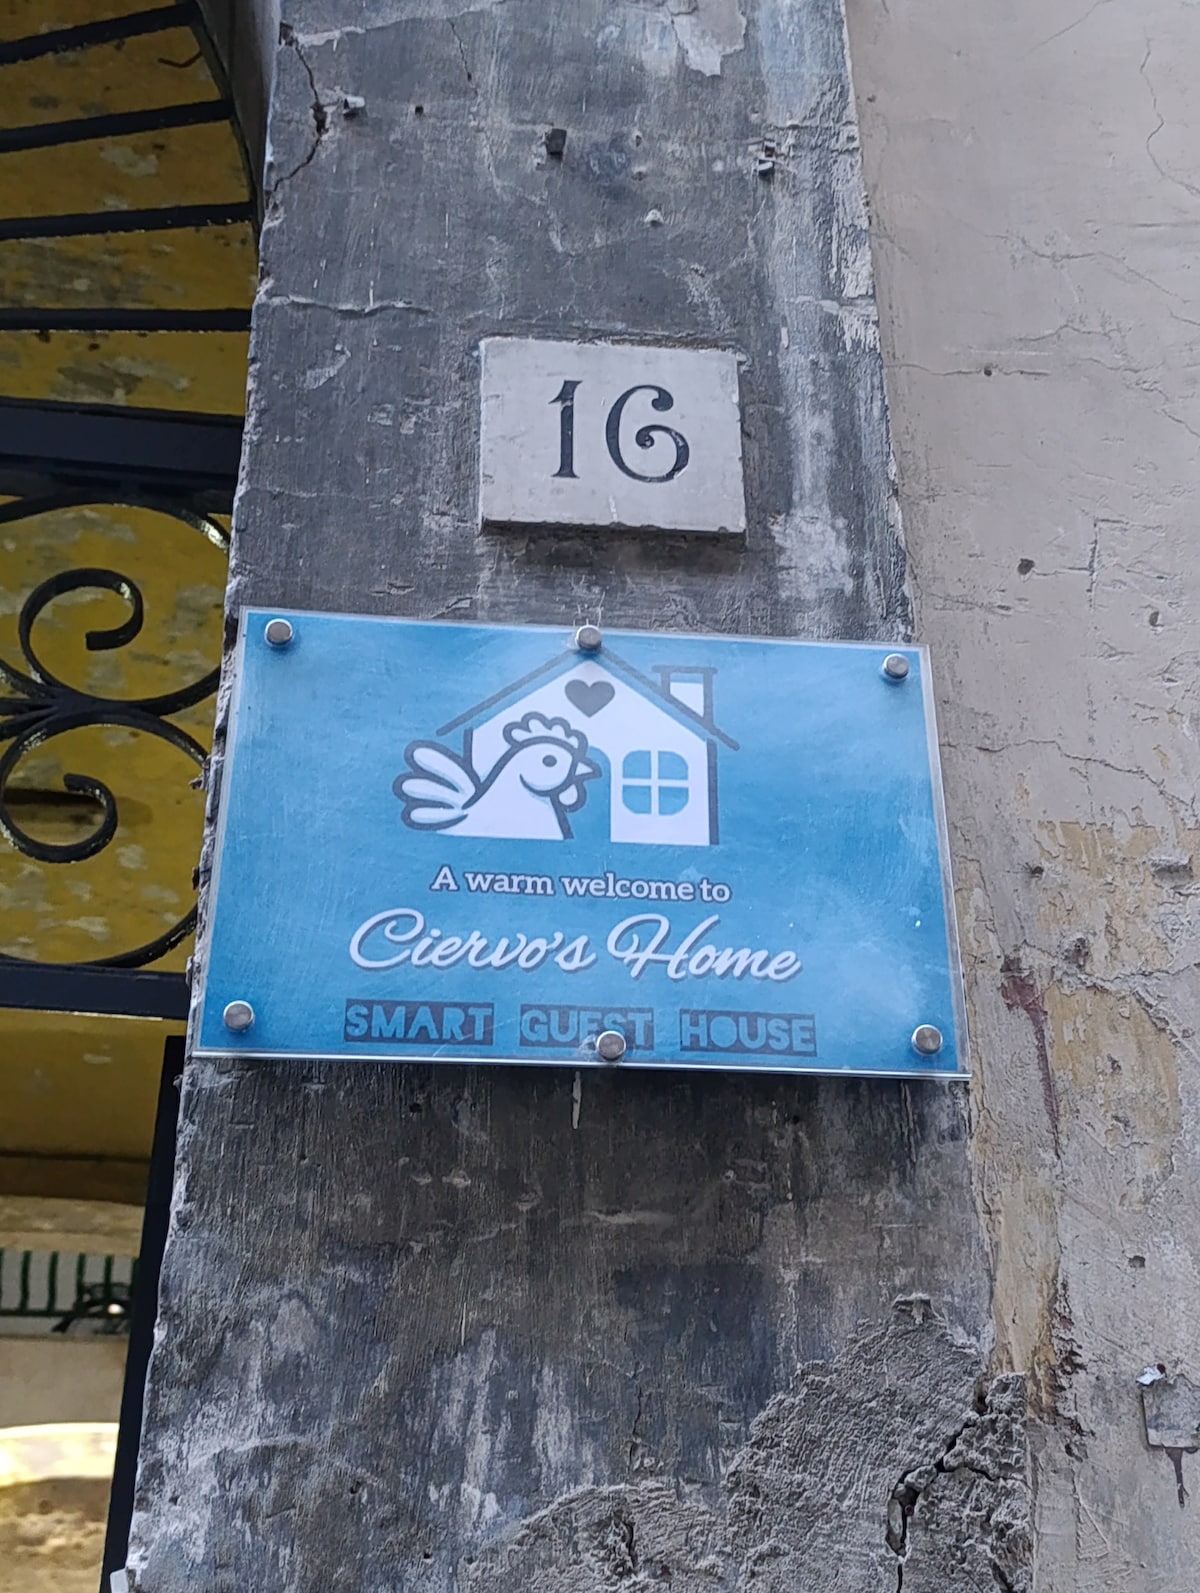 16
A warm welcome to
Ciervo's Home
SMART GUEST HOUSE